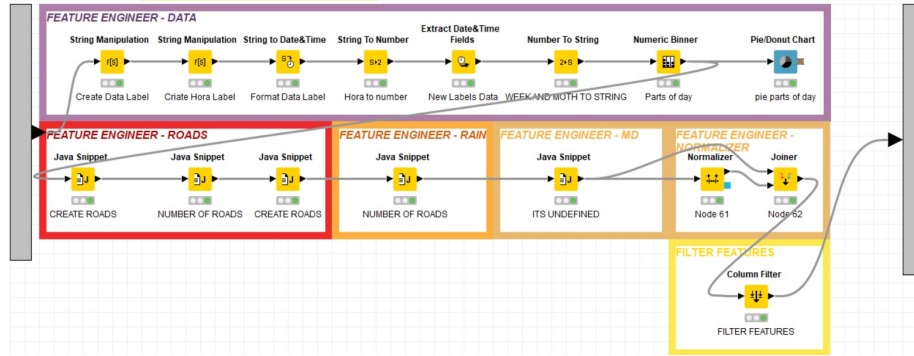 FEATURE ENGINEER - DATA
String Manipulation
String Manipulation
String to Date&Time
String To Number
Extract Date&Time
Fields
Number To String
Numeric Binner
Pie/Donut Chart
Create Data Label
Criate Hora Label
Format Data Label
Hora to number
New Labels Data
WEEK AND MOTH TO STRING
Parts of day
pie parts of day
FEATURE ENGINEER - ROADS
FEATURE ENGINEER - RAIN
FEATURE ENGINEER - MD
FEATURE ENGINEER -
NORMALIZER
Java Snippet
Java Snippet
Java Snippet
Java Snippet
Java Snippet
Normalizer
Joiner
CREATE ROADS
NUMBER OF ROADS
CREATE ROADS
NUMBER OF ROADS
ITS UNDEFINED
Node 61
Node 62
FILTER FEATURES
Column Filter
FILTER FEATURES